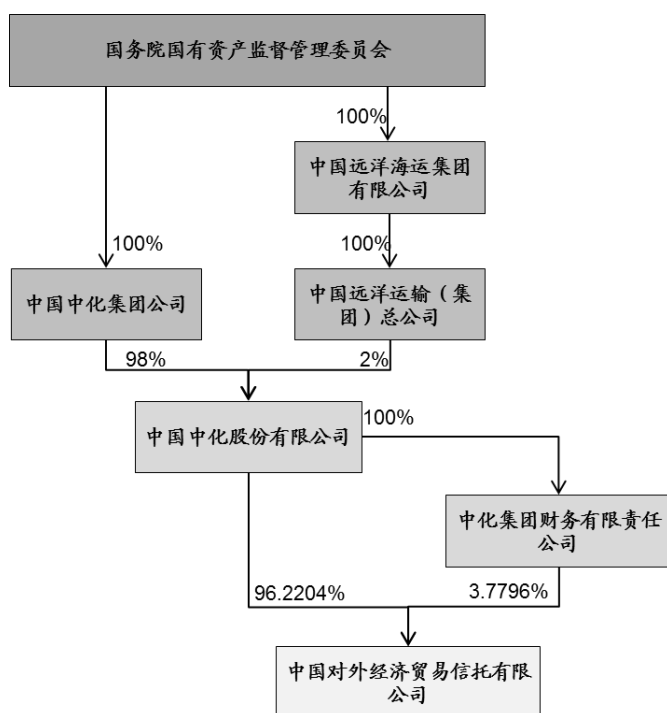 国务院国有资产监督管理委员会
100%
中国远洋海运集团
有限公司
100%
100%
中国中化集团公司
中国远洋运输（集
团）总公司
98%
2%
中国中化股份有限公司
100%
中化集团财务有限责任
公司
96.2204%
3.7796%
中国对外经济贸易信托有限
公司